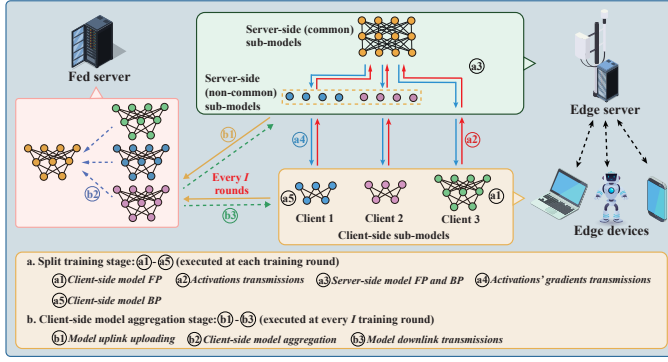 Fed server
Server-side (common)
sub-models
Server-side
(non-common)
sub-models
a3
Edge server
b1
a4
a2
b2
Every I
rounds
b3
a5
a1
Client 1
Client 2
Client 3
Client-side sub-models
Edge devices
a. Split training stage: a1 - a5 (executed at each training round)
a1 Client-side model FP a2 Activations transmissions a3 Server-side model FP and BP a4 Activations' gradients transmissions
a5 Client-side model BP
b. Client-side model aggregation stage: b1 - b3 (executed at every I training round)
b1 Model uplink uploading b2 Client-side model aggregation b3 Model downlink transmissions